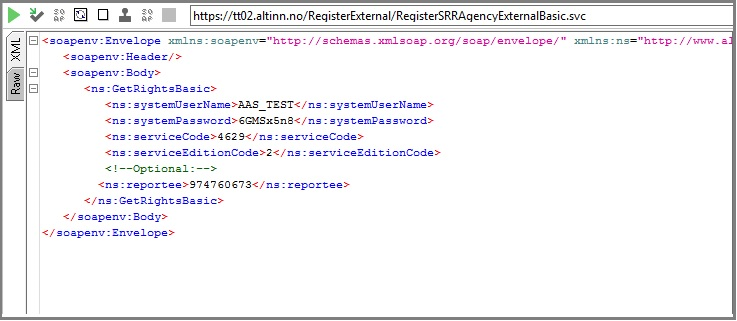 https://tt02.altinn.no/RegisterExternal/RegisterSRRAgencyExternalBasic.svc
XML
Raw
<soapenv:Envelope xmlns:soapenv="http://schemas.xmlsoap.org/soap/envelope/" xmlns:ns="http://www.al
<soapenv:Header/>
<soapenv:Body>
<ns:GetRightsBasic>
<ns:systemUserName>AAS_TEST</ns:systemUserName>
<ns:systemPassword>6GMSx5n8</ns:systemPassword>
<ns:serviceCode>4629</ns:serviceCode>
<ns:serviceEditionCode>2</ns:serviceEditionCode>
<!--Optional:-->
<ns:reportee>974760673</ns:reportee>
</ns:GetRightsBasic>
</soapenv:Body>
</soapenv:Envelope>